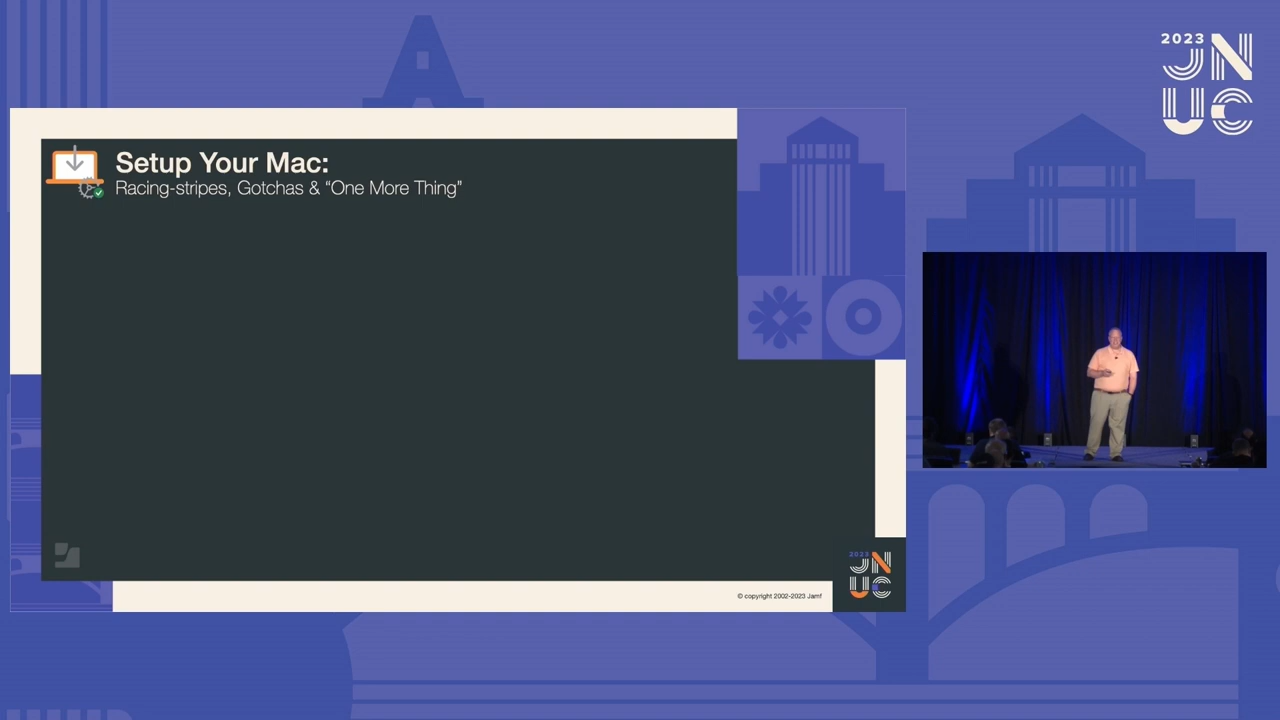 2023
JN
UC
Setup Your Mac:
Racing-stripes, Gotchas & “One More Thing”
2023
JN
UC
© copyright 2002-2023 Jamf